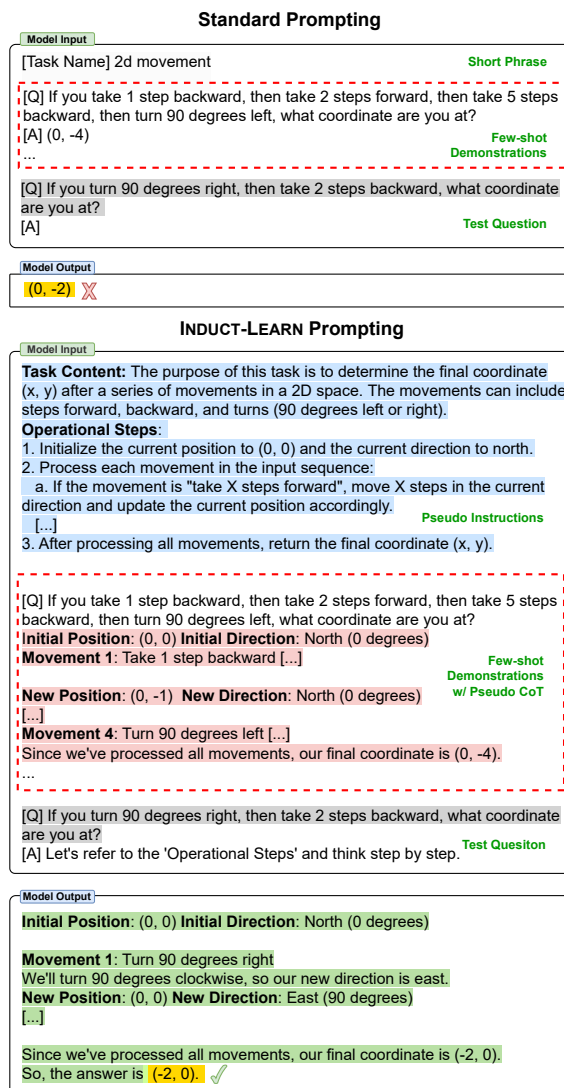 Standard Prompting
Model Input
[Task Name] 2d movement
Short Phrase
[Q] If you take 1 step backward, then take 2 steps forward, then take 5 steps
backward, then turn 90 degrees left, what coordinate are you at?
[A] (0, -4)
...
Few-shot
Demonstrations
[Q] If you turn 90 degrees right, then take 2 steps backward, what coordinate
are you at?
[A]
Test Question
Model Output
(0, -2)
INDUCT-LEARN Prompting
Model Input
Task Content: The purpose of this task is to determine the final coordinate
(x, y) after a series of movements in a 2D space. The movements can include
steps forward, backward, and turns (90 degrees left or right).
Operational Steps:
1. Initialize the current position to (0, 0) and the current direction to north.
2. Process each movement in the input sequence:
a. If the movement is "take X steps forward", move X steps in the current
direction and update the current position accordingly.
[...]
Pseudo Instructions
3. After processing all movements, return the final coordinate (x, y).
[Q] If you take 1 step backward, then take 2 steps forward, then take 5 steps
backward, then turn 90 degrees left, what coordinate are you at?
Initial Position: (0, 0) Initial Direction: North (0 degrees)
Movement 1: Take 1 step backward [...]
Few-shot
Demonstrations
w/ Pseudo CoT
New Position: (0, -1) New Direction: North (0 degrees)
[...]
Movement 4: Turn 90 degrees left [...]
Since we've processed all movements, our final coordinate is (0, -4).
...
[Q] If you turn 90 degrees right, then take 2 steps backward, what coordinate
are you at?
[A] Let's refer to the 'Operational Steps' and think step by step.
Test Quesiton
Model Output
Initial Position: (0, 0) Initial Direction: North (0 degrees)
Movement 1: Turn 90 degrees right
We'll turn 90 degrees clockwise, so our new direction is east.
New Position: (0, 0) New Direction: East (90 degrees)
[...]
Since we've processed all movements, our final coordinate is (-2, 0).
So, the answer is (-2, 0).